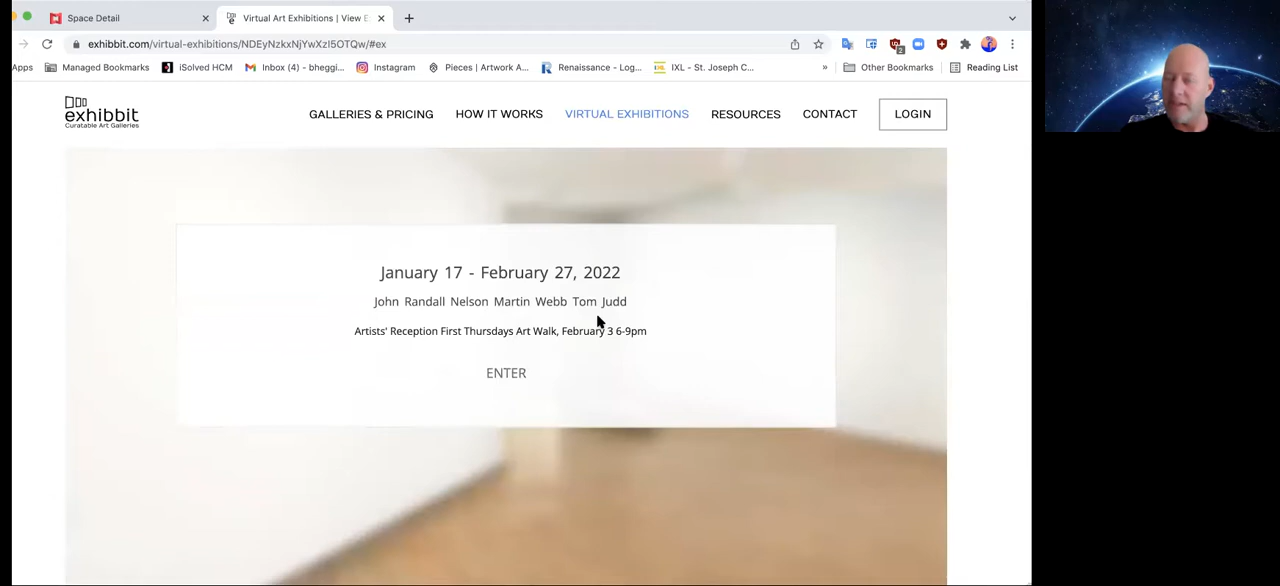 Space Detail
Virtual Art Exhibitions | View E
exhibbit.com/virtual-exhibitions/NDEyNzkxNjYwXzI5OTQw/#ex
2
Apps Managed Bookmarks iSolved HCM Inbox (4) - bheggi... Instagram Pieces | Artwork A... Renaissance - Log... IXL - St. Joseph C... » Other Bookmarks Reading List
exhibbit
Curatable Art Galleries
GALLERIES & PRICING HOW IT WORKS VIRTUAL EXHIBITIONS RESOURCES CONTACT LOGIN
January 17 - February 27, 2022
John Randall Nelson Martin Webb Tom Judd
Artists' Reception First Thursdays Art Walk, February 3 6-9pm
ENTER